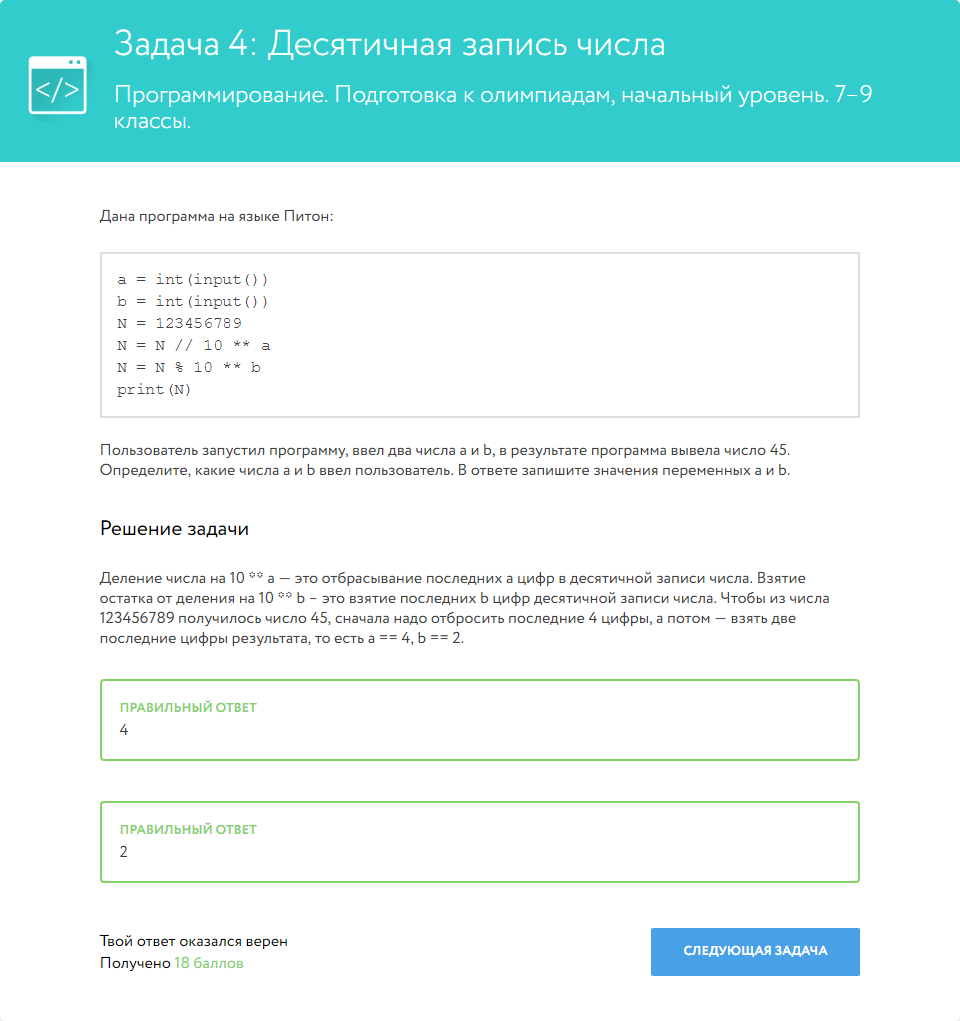 Задача 4: Десятичная запись числа
</>
Программирование. Подготовка к олимпиадам, начальный уровень. 7–9
классы.
Дана программа на языке Питон:
a = int(input())
b = int(input())
N = 123456789
N = N // 10 ** a
N = N % 10 ** b
print(N)
Пользователь запустил программу, ввел два числа a и b, в результате программа вывела число 45.
Определите, какие числа a и b ввел пользователь. В ответе запишите значения переменных a и b.
Решение задачи
Деление числа на 10 ** a — это отбрасывание последних a цифр в десятичной записи числа. Взятие
остатка от деления на 10 ** b – это взятие последних b цифр десятичной записи числа. Чтобы из числа
123456789 получилось число 45, сначала надо отбросить последние 4 цифры, а потом — взять две
последние цифры результата, то есть a == 4, b == 2.
ПРАВИЛЬНЫЙ ОТВЕТ
4
ПРАВИЛЬНЫЙ ОТВЕТ
2
Твой ответ оказался верен
Получено 18 баллов
СЛЕДУЮЩАЯ ЗАДАЧА